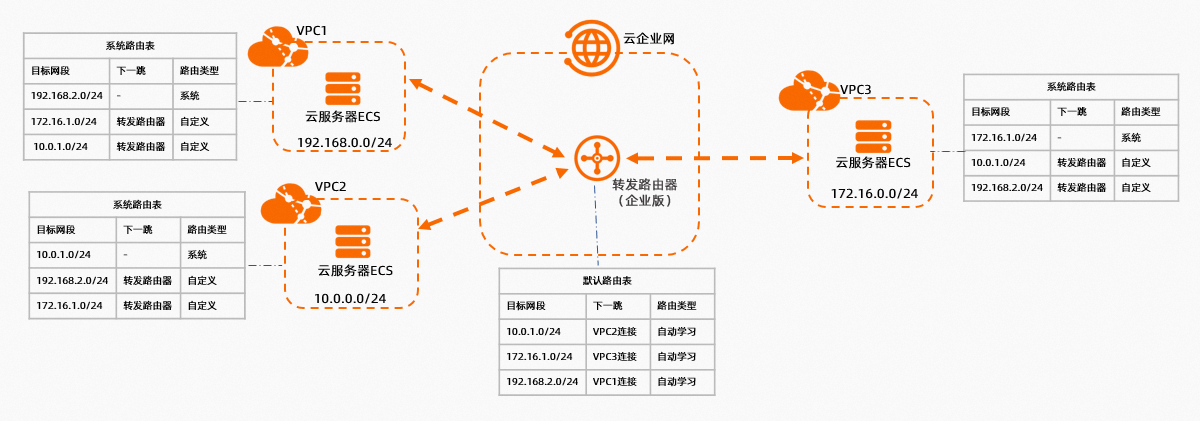 系统路由表
目标网段 下一跳 路由类型
192.168.2.0/24 - 系统
172.16.1.0/24 转发路由器 自定义
10.0.1.0/24 转发路由器 自定义
VPC1
云服务器ECS
192.168.0.0/24
系统路由表
目标网段 下一跳 路由类型
10.0.1.0/24 - 系统
192.168.2.0/24 转发路由器 自定义
172.16.1.0/24 转发路由器 自定义
VPC2
云服务器ECS
10.0.0.0/24
云企业网
转发路由器
（企业版）
默认路由表
目标网段 下一跳 路由类型
10.0.1.0/24 VPC2连接 自动学习
172.16.1.0/24 VPC3连接 自动学习
192.168.2.0/24 VPC1连接 自动学习
VPC3
云服务器ECS
172.16.0.0/24
系统路由表
目标网段 下一跳 路由类型
172.16.1.0/24 - 系统
10.0.1.0/24 转发路由器 自定义
192.168.2.0/24 转发路由器 自定义